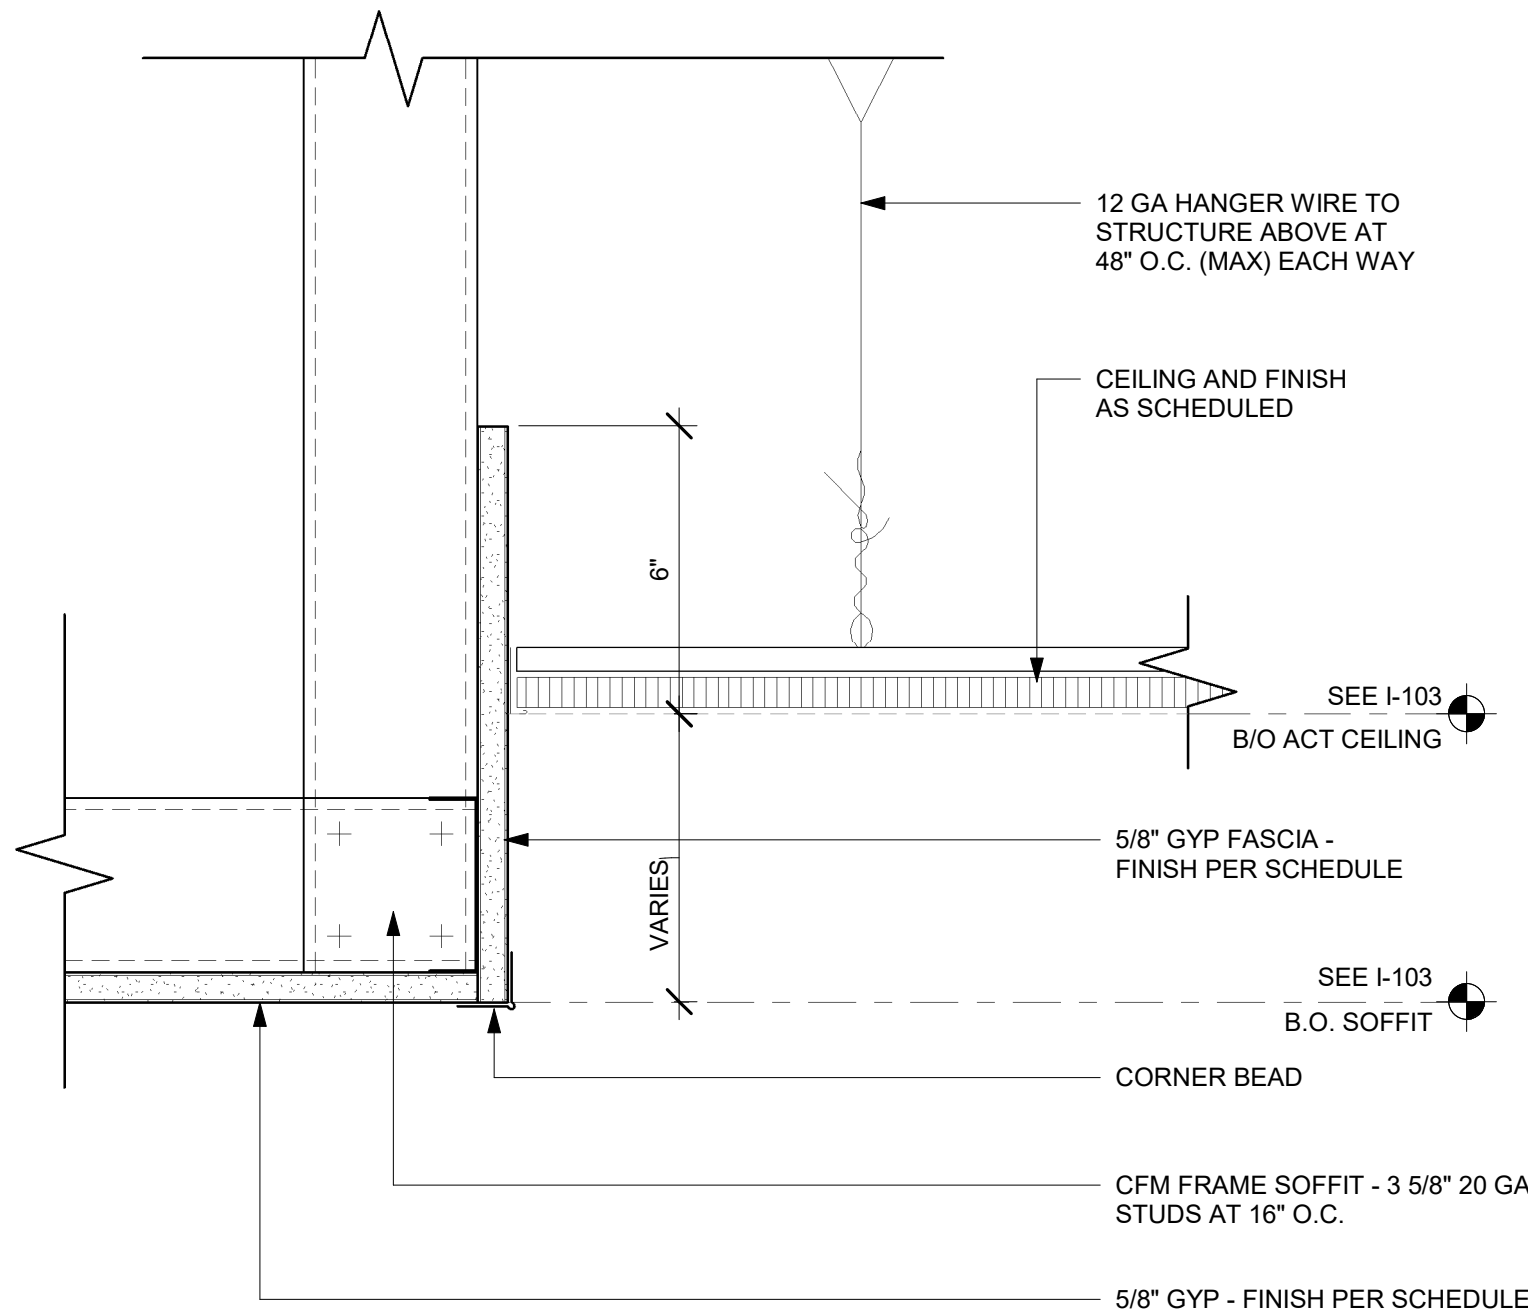 12 GA HANGER WIRE TO
STRUCTURE ABOVE AT
48" O.C. (MAX) EACH WAY
CEILING AND FINISH
AS SCHEDULED
6"
SEE I-103
B/O ACT CEILING
5/8" GYP FASCIA -
FINISH PER SCHEDULE
VARIES
SEE I-103
B.O. SOFFIT
CORNER BEAD
CFM FRAME SOFFIT - 3 5/8" 20 GA
STUDS AT 16" O.C.
5/8" GYP - FINISH PER SCHEDULE